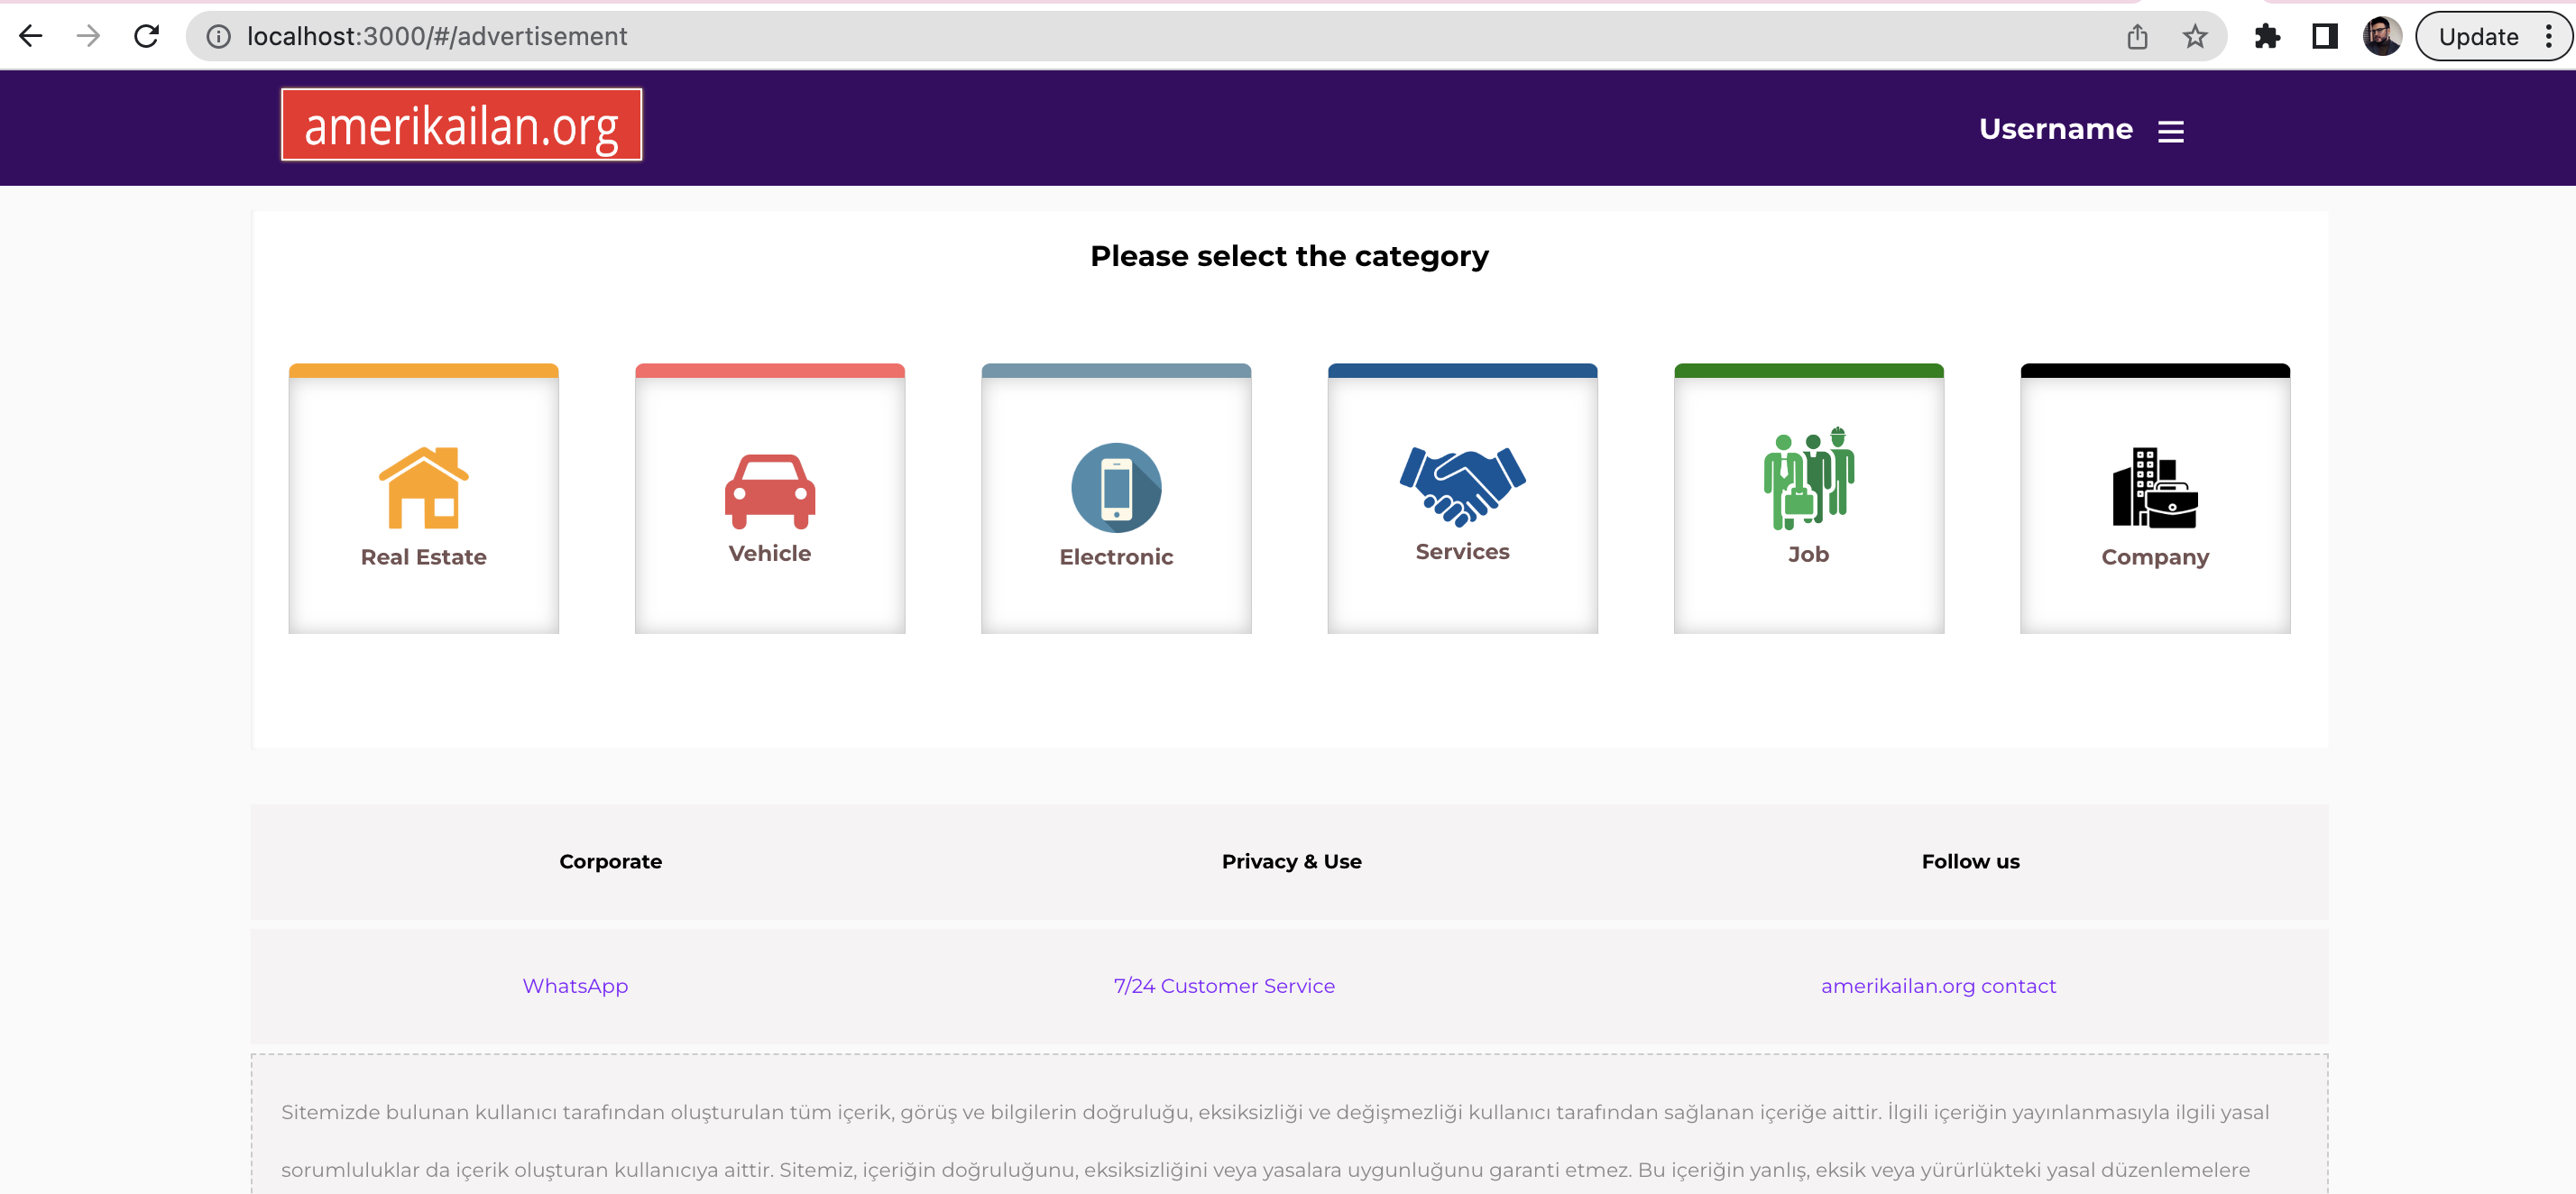 localhost:3000/#/advertisement
Update
amerikailan.org
Username
Please select the category
Real Estate
Vehicle
Electronic
Services
Job
Company
Corporate
Privacy & Use
Follow us
WhatsApp
7/24 Customer Service
amerikailan.org contact
Sitemizde bulunan kullanıcı tarafından oluşturulan tüm içerik, görüş ve bilgilerin doğruluğu, eksiksizliği ve değişmezliği kullanıcı tarafından sağlanan içeriğe aittir. İlgili içeriğin yayınlanmasıyla ilgili yasal
sorumluluklar da içerik oluşturan kullanıcıya aittir. Sitemiz, içeriğin doğruluğunu, eksiksizliğini veya yasalara uygunluğunu garanti etmez. Bu içeriğin yanlış, eksik veya yürürlükteki yasal düzenlemelere